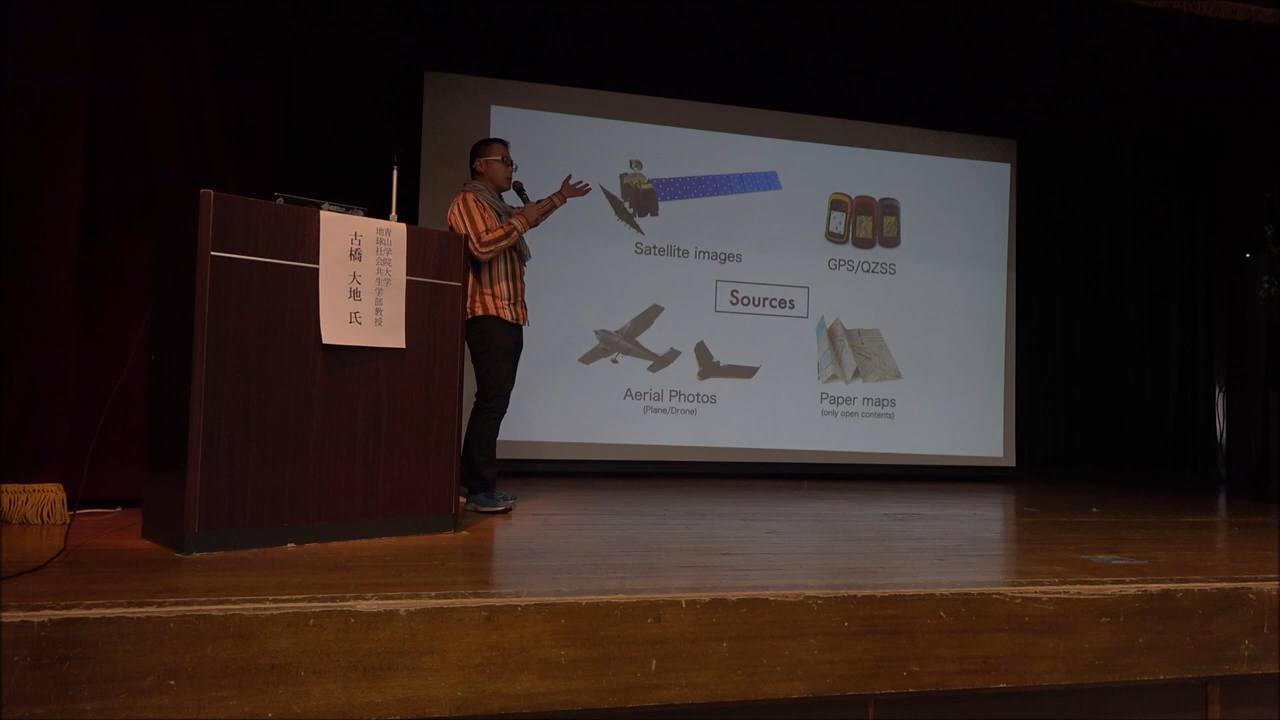 青山学院大学
地球社会共生学部教授
古橋 大地 氏
Satellite images
GPS/QZSS
Sources
Aerial Photos
(Plane/Drone)
Paper maps
(only open contents)